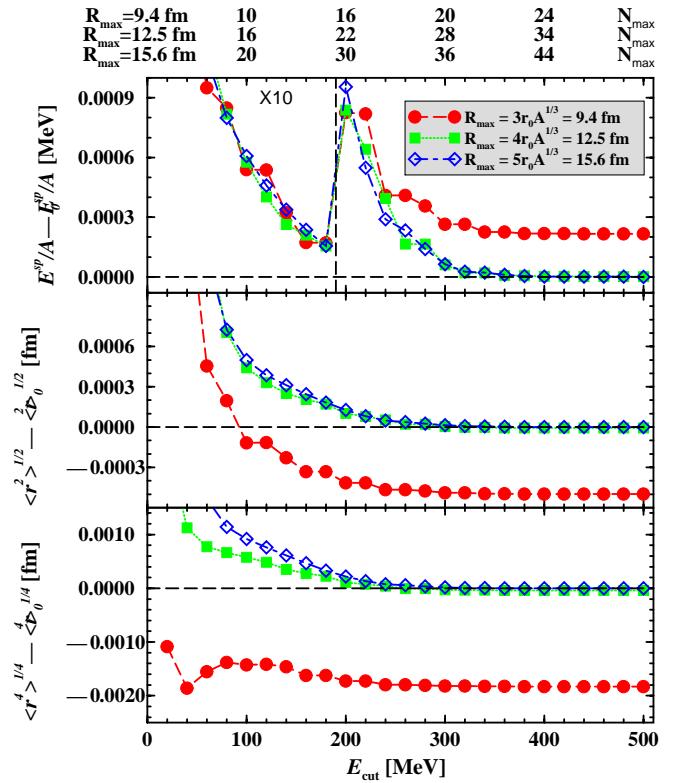 R_max=9.4 fm 10 16 20 24 N_max
R_max=12.5 fm 16 22 28 34 N_max
R_max=15.6 fm 20 30 36 44 N_max
X10
R_max = 3r_0A^1/3 = 9.4 fm
R_max = 4r_0A^1/3 = 12.5 fm
R_max = 5r_0A^1/3 = 15.6 fm
E^sp/A—E_0^sp/A [MeV]
0.0009
0.0006
0.0003
0.0000
<r^2>^1/2 — <r^2>_0^1/2 [fm]
0.0006
0.0003
0.0000
—0.0003
<r^4>^1/4 — <r^4>_0^1/4 [fm]
0.0010
0.0000
—0.0010
—0.0020
0 100 200 300 400 500
E_cut [MeV]